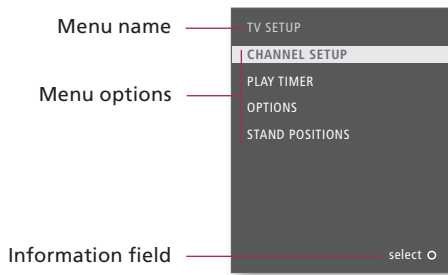 Menu name
TV SETUP
CHANNEL SETUP
Menu options
PLAY TIMER
OPTIONS
STAND POSITIONS
Information field
select